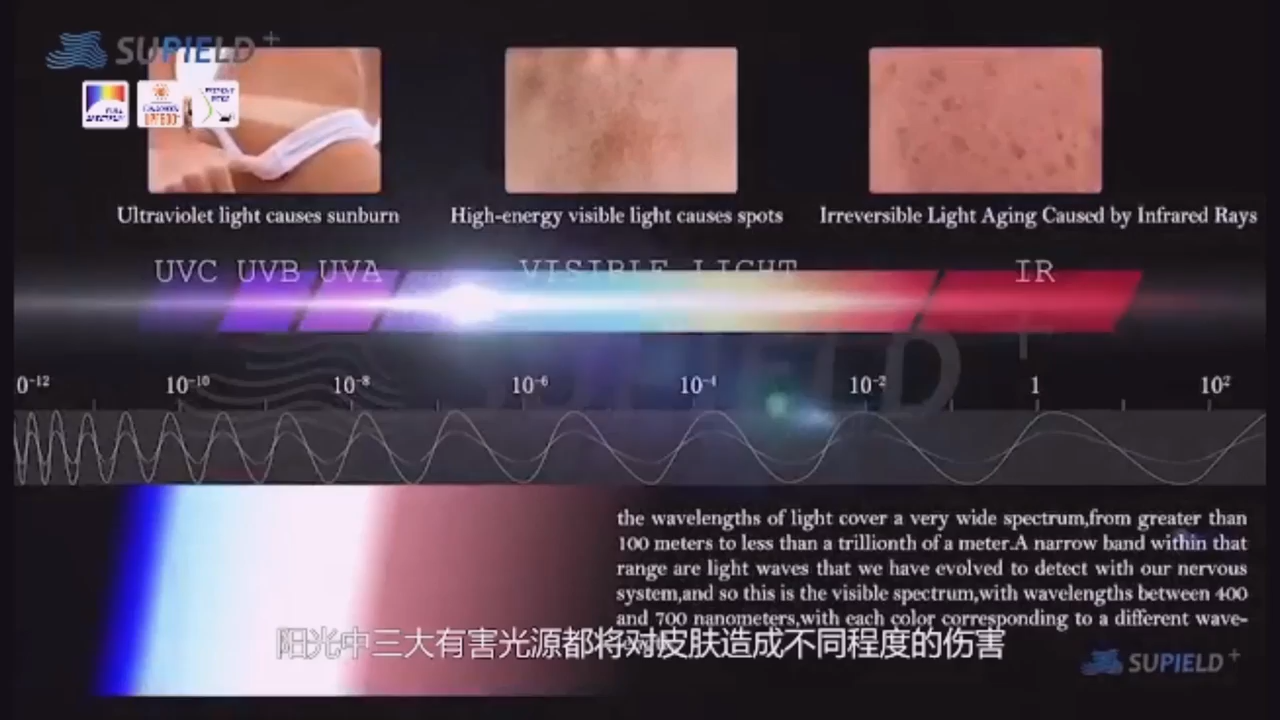 SUPIELD+
FULL
SPECTRUM
UPF600+
Ultraviolet light causes sunburn
High-energy visible light causes spots
Irreversible Light Aging Caused by Infrared Rays
UVC UVB UVA VISIBLE LIGHT IR
SUPIELD+
0-12 10-10 10-8 10-6 10-4 10-2 1 10²
the wavelengths of light cover a very wide spectrum,from greater than
100 meters to less than a trillionth of a meter.A narrow band within that
range are light waves that we have evolved to detect with our nervous
system,and so this is the visible spectrum,with wavelengths between 400
and 700 nanometers,with each color corresponding to a different wave-
阳光中三大有害光源都将对皮肤造成不同程度的伤害
SUPIELD+